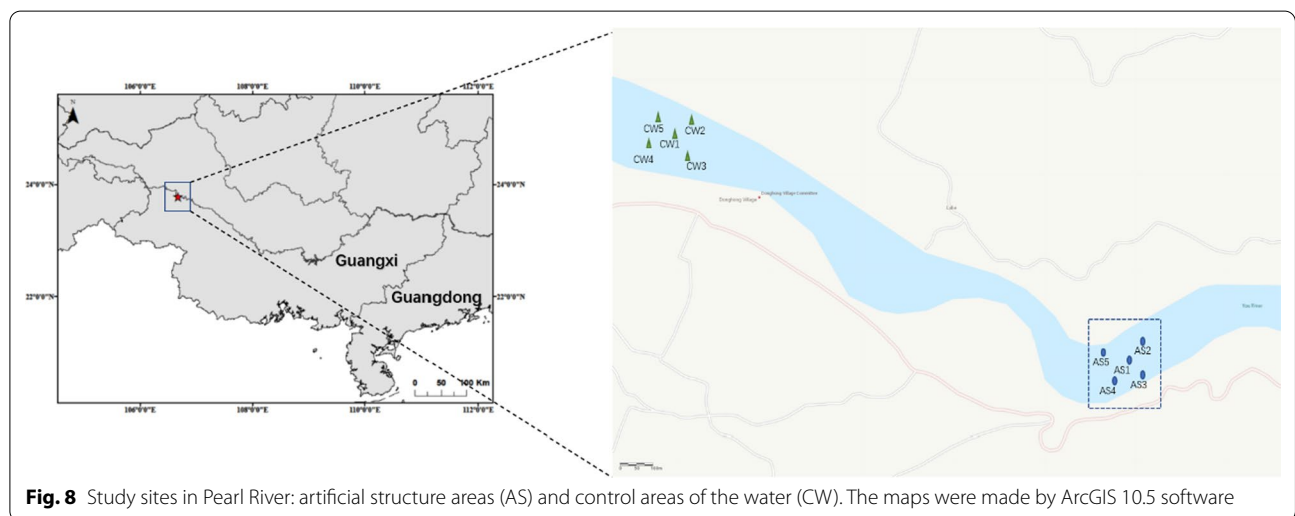 106°0'0"E
108°0'0"E
110°0'0"E
112°0'0"E
N
24°0'0"N
24°0'0"N
Guangxi
Guangdong
22°0'0"N
22°0'0"N
0 50 100 Km
106°0'0"E
108°0'0"E
110°0'0"E
112°0'0"E
CW5
CW2
CW1
CW4
CW3
AS5
AS2
AS1
AS4
AS3
Fig. 8 Study sites in Pearl River: artificial structure areas (AS) and control areas of the water (CW). The maps were made by ArcGIS 10.5 software